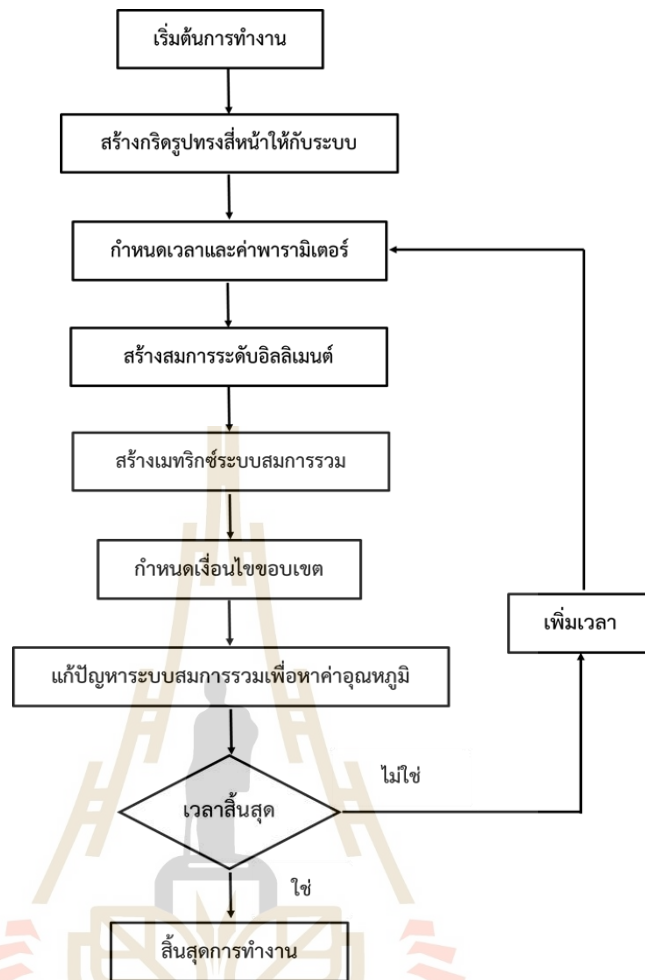 เริ่มต้นการทำงาน
สร้างกริดรูปทรงสี่หน้าให้กับระบบ
กำหนดเวลาและค่าพารามิเตอร์
สร้างสมการระดับอิลลิเมนต์
สร้างเมทริกซ์ระบบสมการรวม
กำหนดเงื่อนไขขอบเขต
เพิ่มเวลา
แก้ปัญหาระบบสมการรวมเพื่อหาค่าอุณหภูมิ
ไม่ใช่
เวลาสิ้นสุด
ใช่
สิ้นสุดการทำงาน